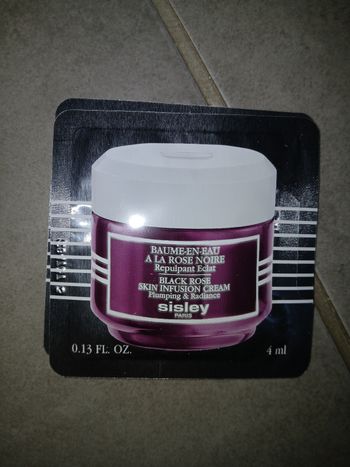 BAUME-EN-EAU
A LA ROSE NOIRE
Repulpant Eclat
BLACK ROSE
SKIN INFUSION CREAM
Plumping & Radiance
sisley
PARIS
0.13 FL. OZ. 4 ml